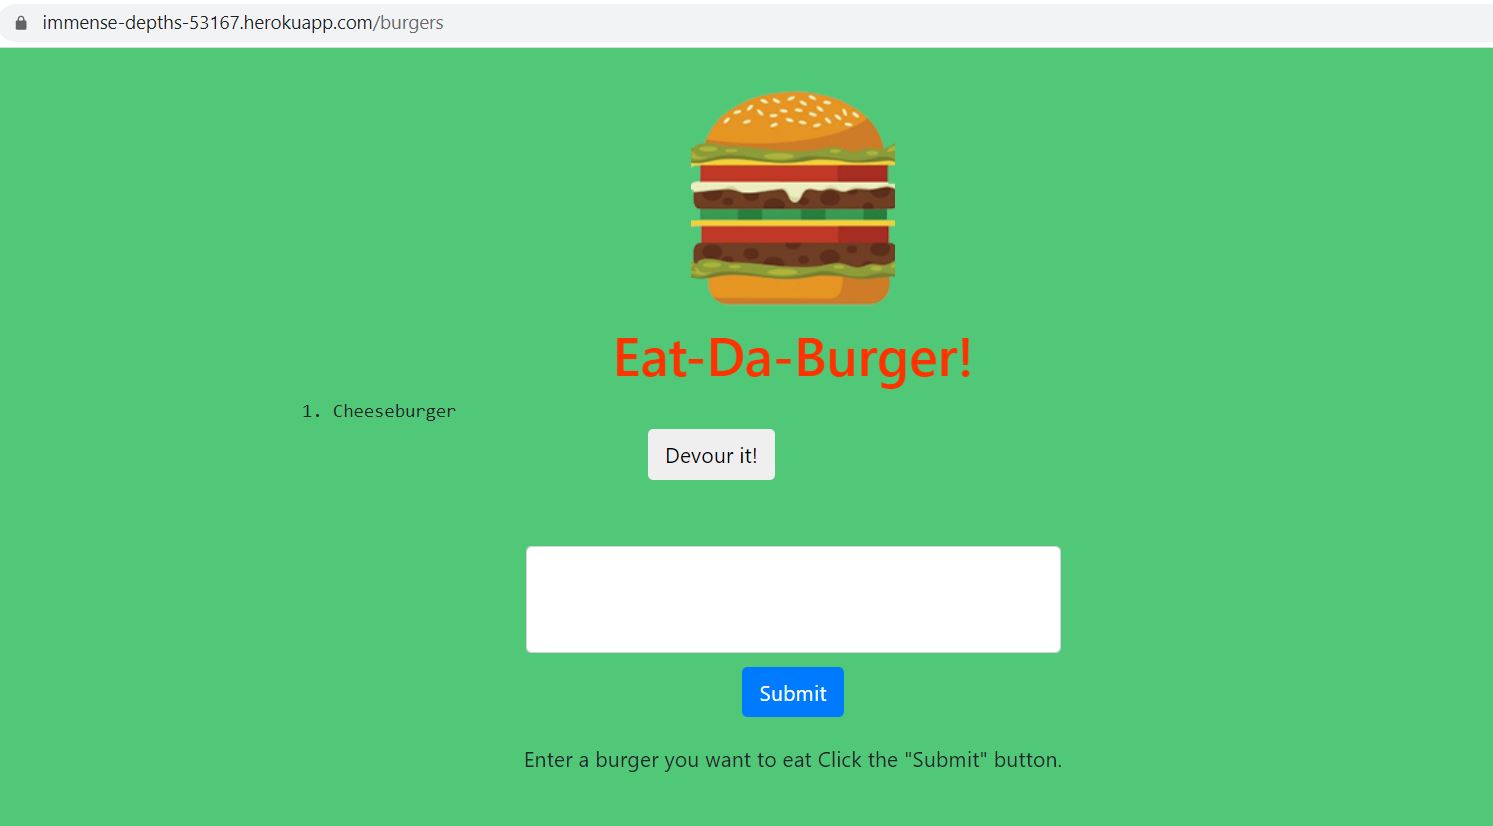 immense-depths-53167.herokuapp.com/burgers
Eat-Da-Burger!
1. Cheeseburger
Devour it!
Submit
Enter a burger you want to eat Click the "Submit" button.